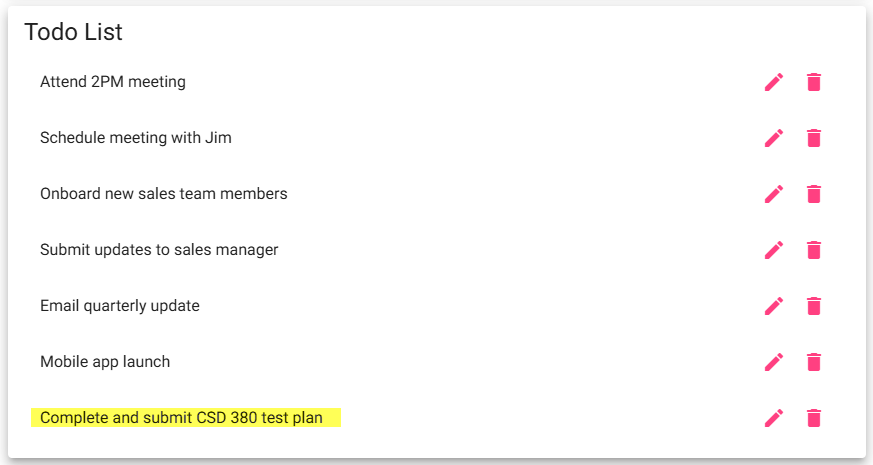 Todo List
Attend 2PM meeting
Schedule meeting with Jim
Onboard new sales team members
Submit updates to sales manager
Email quarterly update
Mobile app launch
Complete and submit CSD 380 test plan